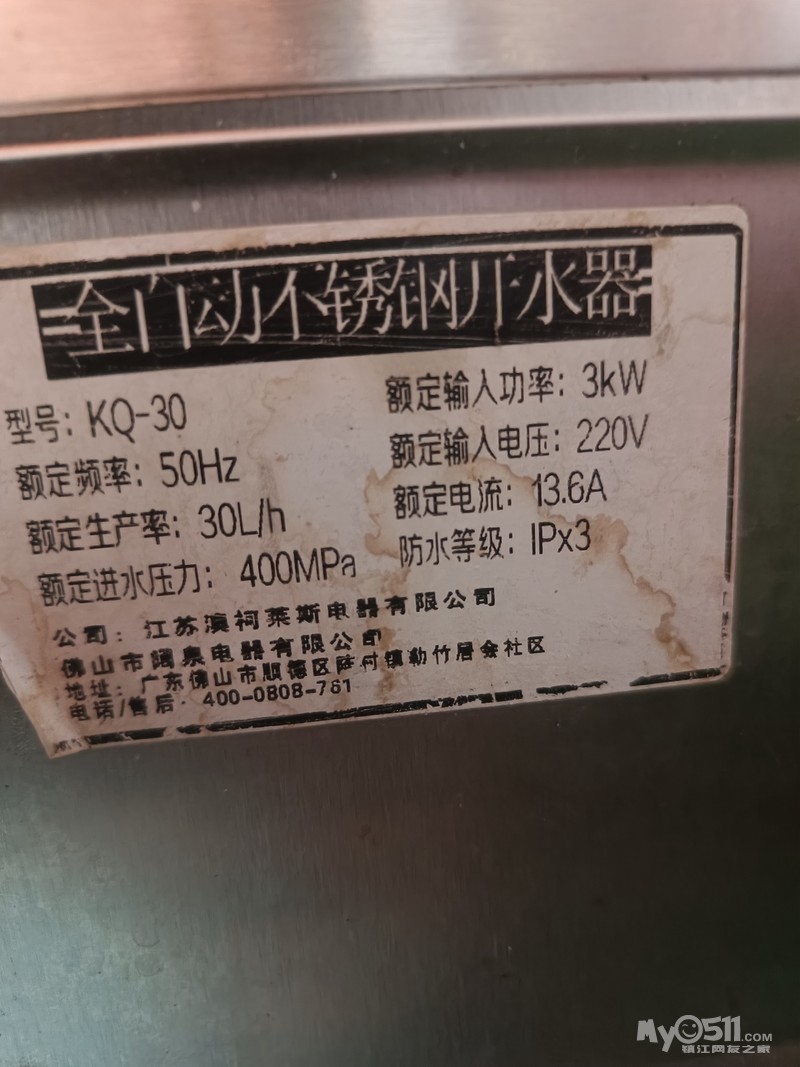 全自动不锈钢开水器
型号: KQ-30
额定输入功率: 3kW
额定频率: 50Hz
额定输入电压: 220V
额定生产率: 30L/h
额定电流: 13.6A
额定进水压力: 400MPa
防水等级: IPx3
公司: 江苏滇柯莱斯电器有限公司
佛山市阔泉电器有限公司
地址: 广东佛山市顺德区 村镇勒竹居会社区
电话/售后: 400-0808-761
My0511.COM
镇江网友之家